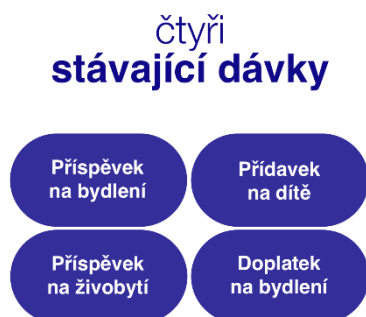 čtyři
stávající dávky
Příspěvek
na bydlení
Přídavek
na dítě
Příspěvek
na živobytí
Doplatek
na bydlení